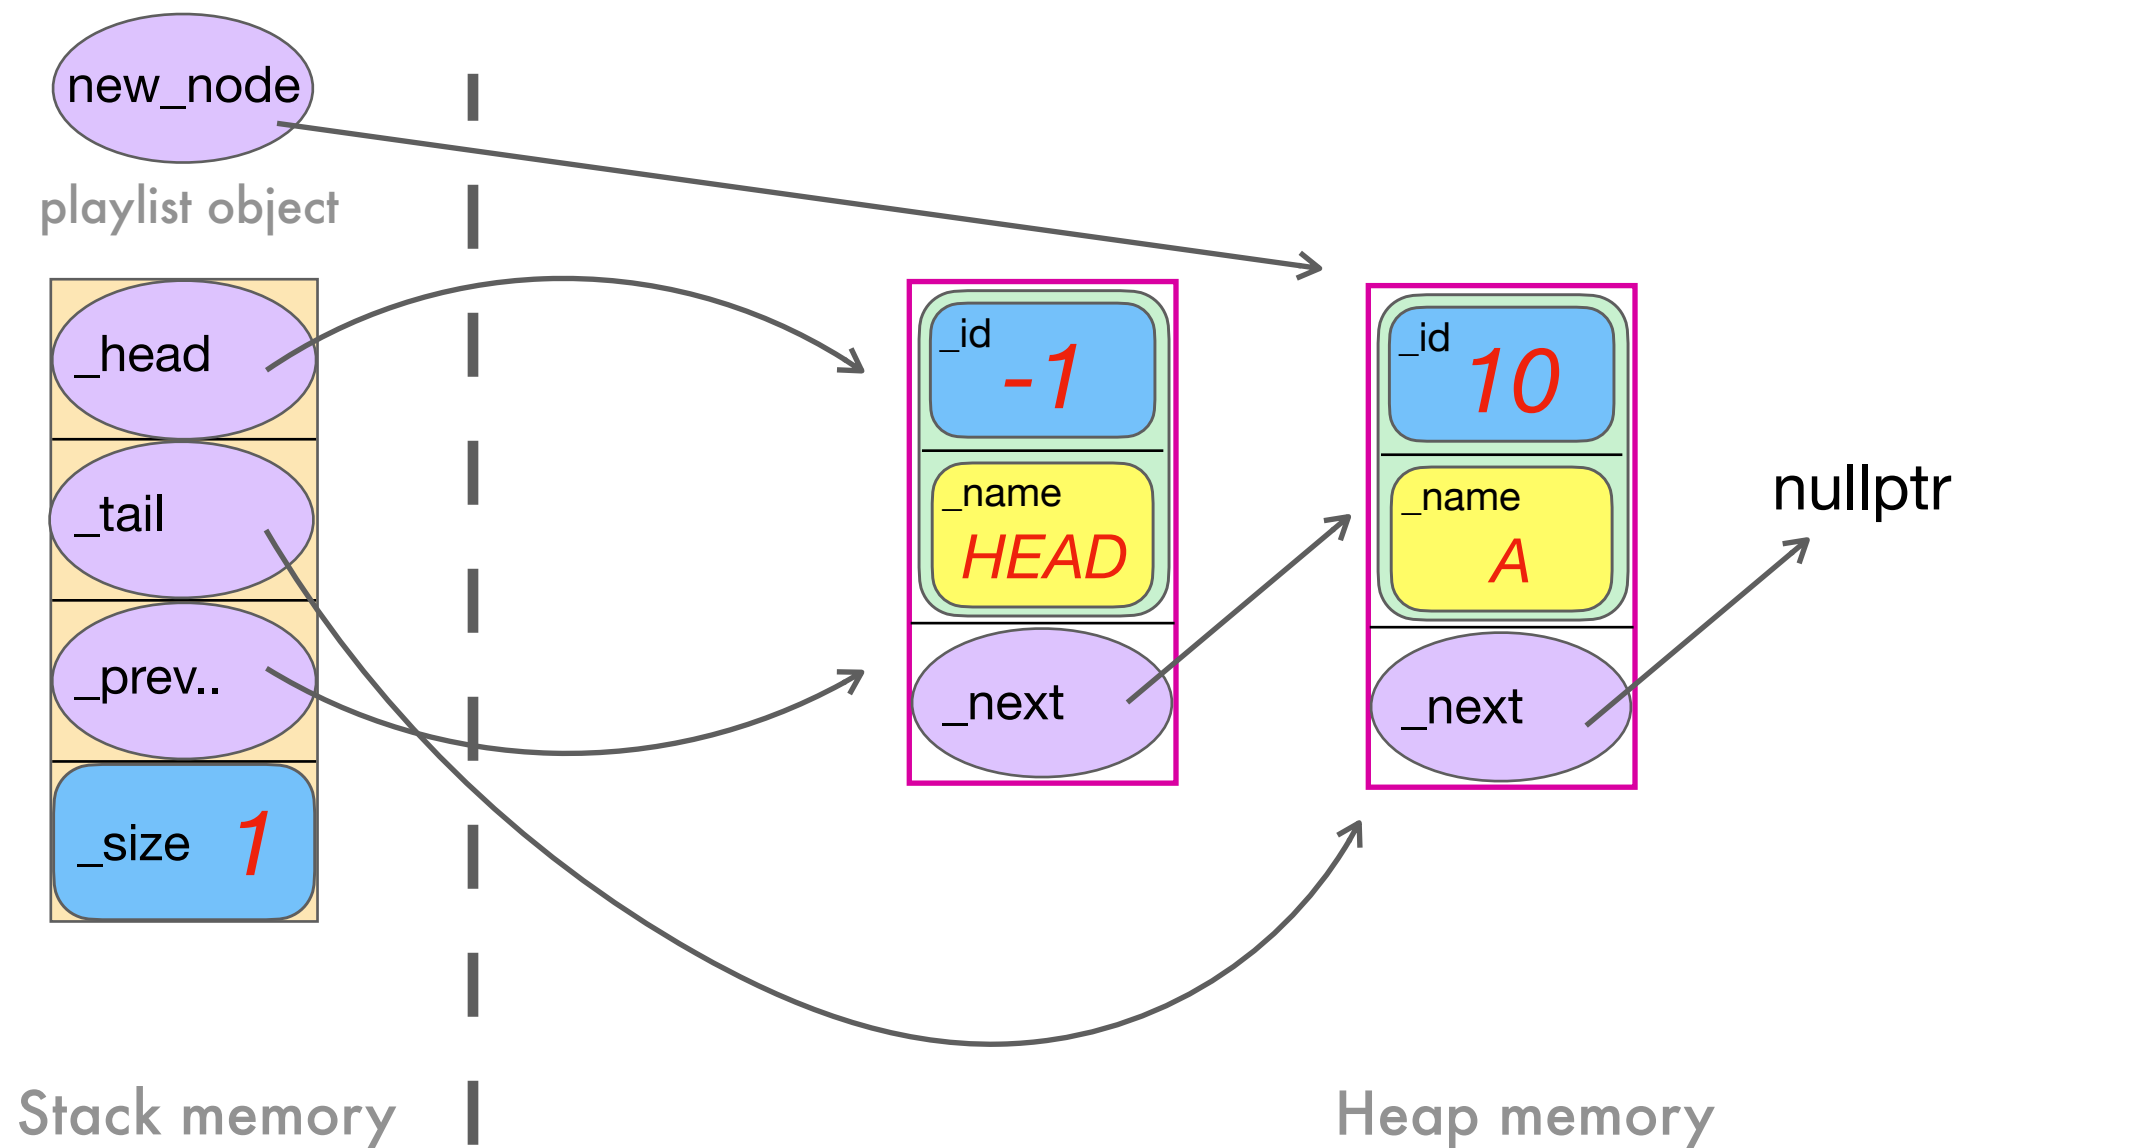 new_node
playlist object
_head
_tail
_prev..
_size 1
_id
-1
_name
HEAD
_next
_id
10
_name
A
_next
nullptr
Stack memory
Heap memory